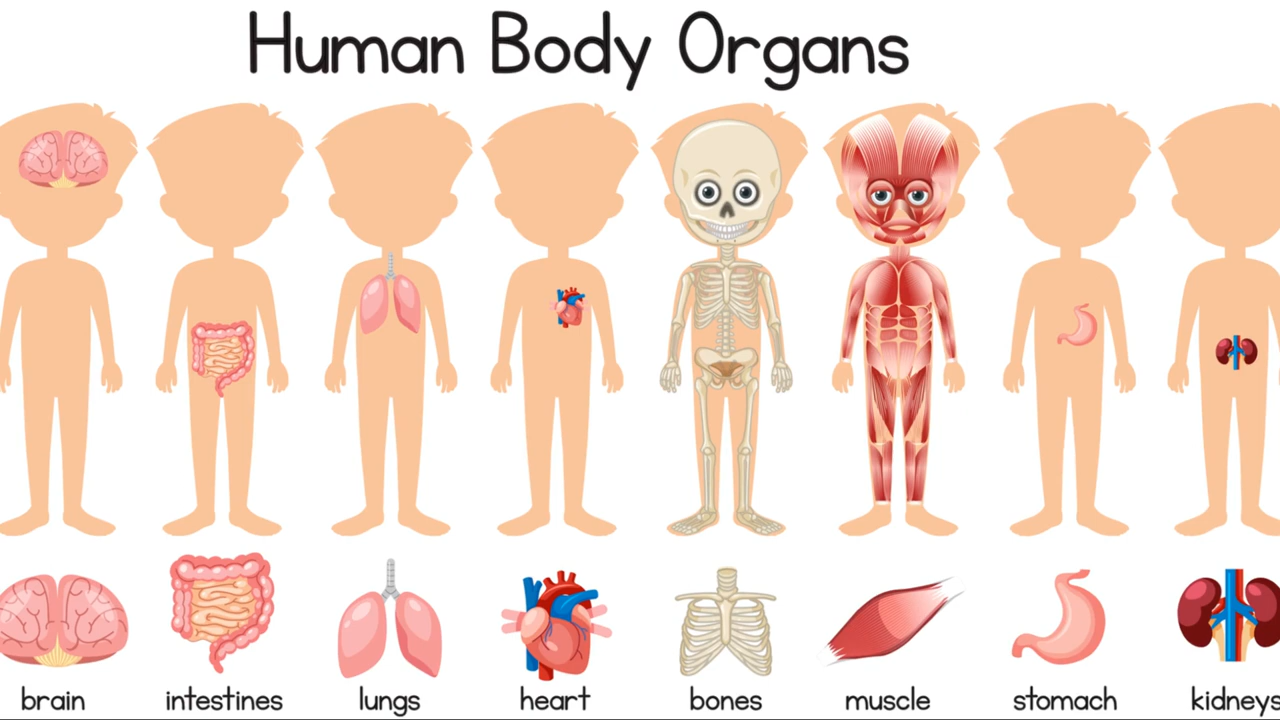 Human Body Organs
brain intestines lungs heart bones muscle stomach kidneys